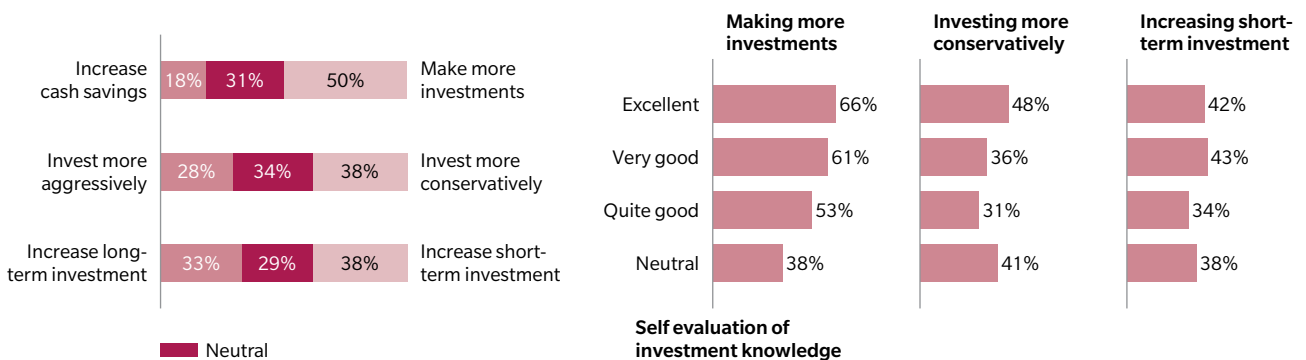 Increase
cash savings
18%
31%
50%
Make more
investments
Invest more
aggressively
28%
34%
38%
Invest more
conservatively
Increase long-
term investment
33%
29%
38%
Increase short-
term investment
Neutral
Making more
investments
Investing more
conservatively
Increasing short-
term investment
Excellent
66%
48%
42%
Very good
61%
36%
43%
Quite good
53%
31%
34%
Neutral
38%
41%
38%
Self evaluation of
investment knowledge